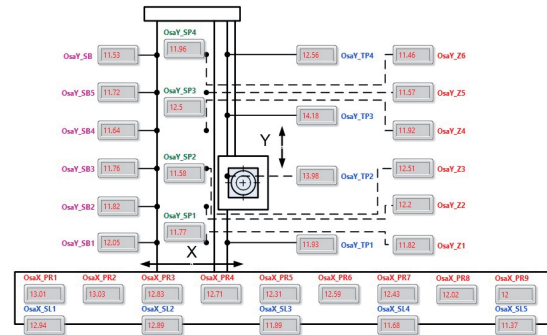 OsaY_SP4
OsaY_SB 11.53 11.96 12.56 OsaY_TP4 11.46 OsaY_Z6
OsaY_SP3
OsaY_SB5 11.72 12.5 11.57 OsaY_Z5
14.18 OsaY_TP3
OsaY_SB4 11.64 11.92 OsaY_Z4
Y
OsaY_SP2
OsaY_SB3 11.76 11.58 13.98 OsaY_TP2 12.51 OsaY_Z3
OsaY_SB2 11.82 12.2 OsaY_Z2
OsaY_SP1
OsaY_SB1 12.05 11.77 11.93 OsaY_TP1 11.82 OsaY_Z1
X
OsaX_PR1 OsaX_PR2 OsaX_PR3 OsaX_PR4 OsaX_PR5 OsaX_PR6 OsaX_PR7 OsaX_PR8 OsaX_PR9
13.01 13.03 12.83 12.71 12.31 12.59 12.43 12.02 12
OsaX_SL1 OsaX_SL2 OsaX_SL3 OsaX_SL4 OsaX_SL5
12.94 12.89 11.89 11.68 11.37